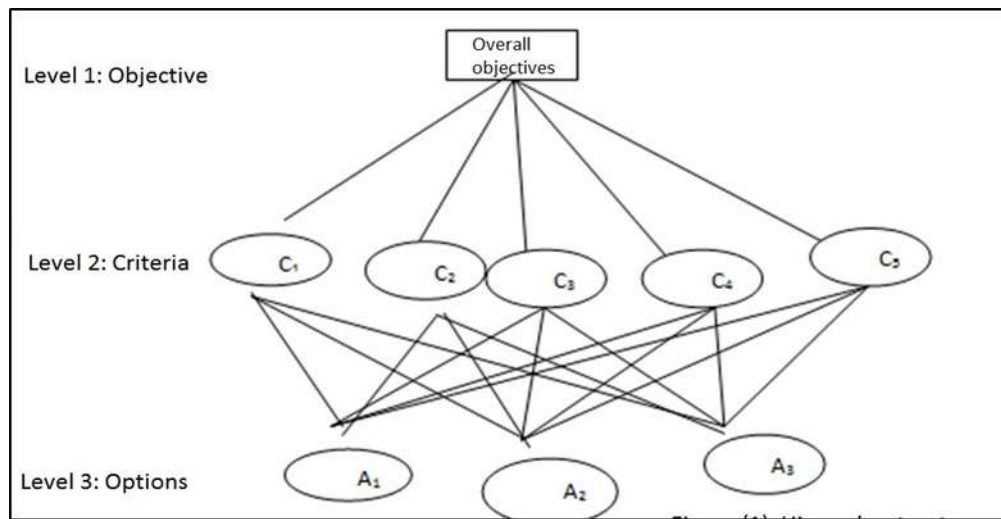 Overall
objectives
Level 1: Objective
Level 2: Criteria
C₁
C₂
C₃
C₄
C₅
Level 3: Options
A₁
A₂
A₃